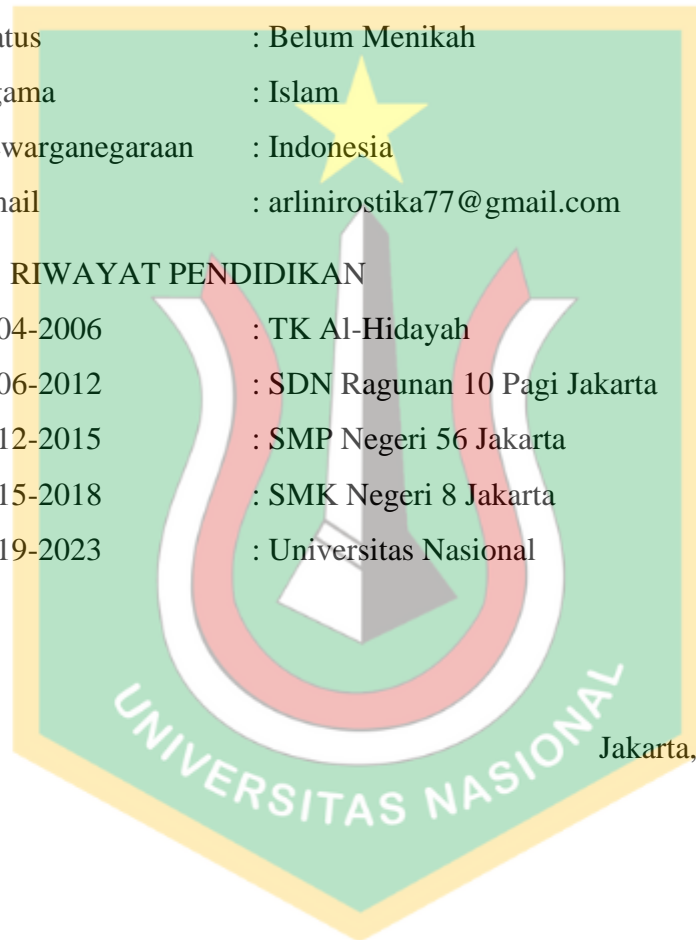 atus : Belum Menikah
gama : Islam
ewarganegaraan : Indonesia
mail : arlinirostika77@gmail.com
RIWAYAT PENDIDIKAN
04-2006 : TK Al-Hidayah
06-2012 : SDN Ragunan 10 Pagi Jakarta
12-2015 : SMP Negeri 56 Jakarta
15-2018 : SMK Negeri 8 Jakarta
19-2023 : Universitas Nasional
Jakarta,
UNIVERSITAS NASIONAL